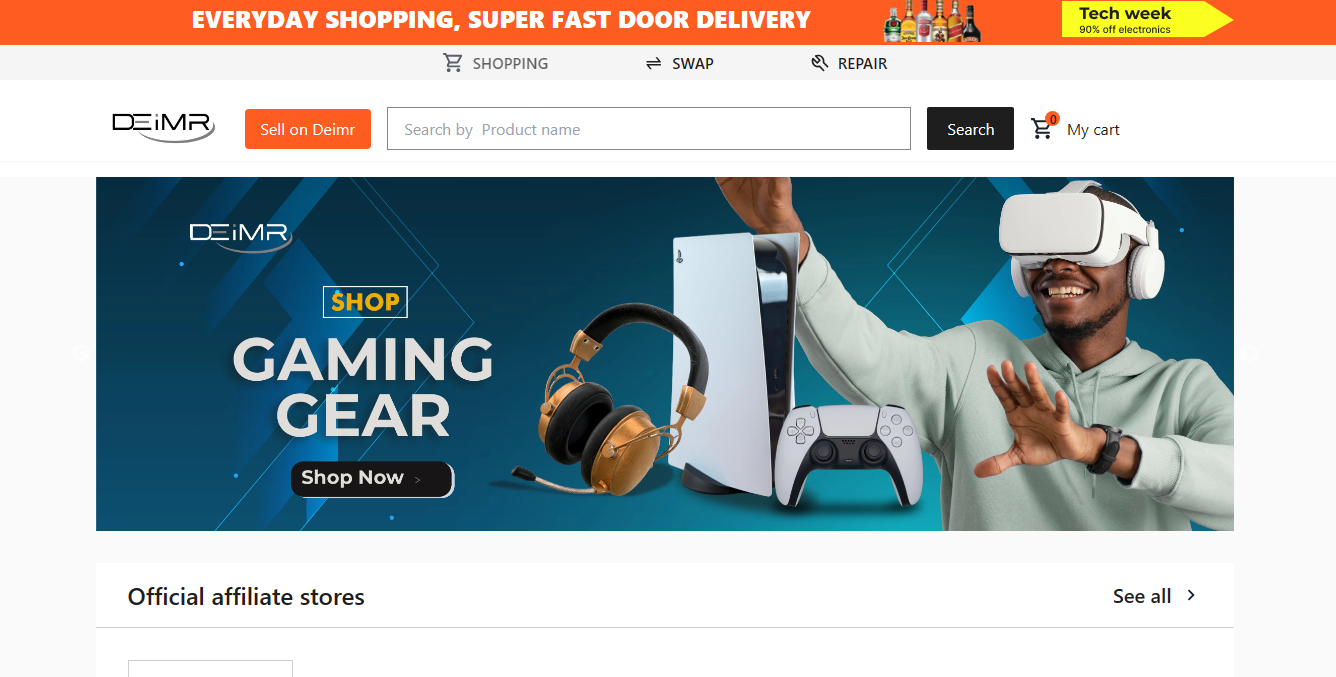 EVERYDAY SHOPPING, SUPER FAST DOOR DELIVERY
Tech week
90% off electronics
SHOPPING
SWAP
REPAIR
DEiMR
Sell on Deimr
Search by Product name
Search
0
My cart
DEiMR
$HOP
GAMING
GEAR
Shop Now >
Official affiliate stores
See all